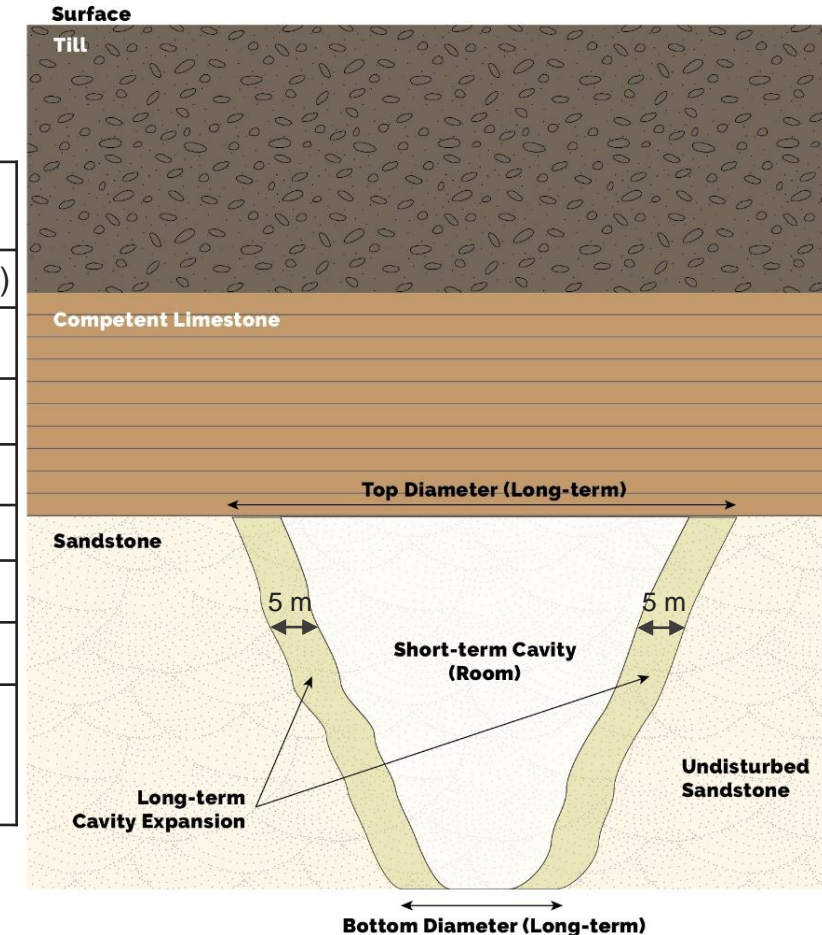 Surface
Till
)
Competent Limestone
Top Diameter (Long-term)
Sandstone
5 m
5 m
Short-term Cavity
(Room)
Undisturbed
Sandstone
Long-term
Cavity Expansion
Bottom Diameter (Long-term)